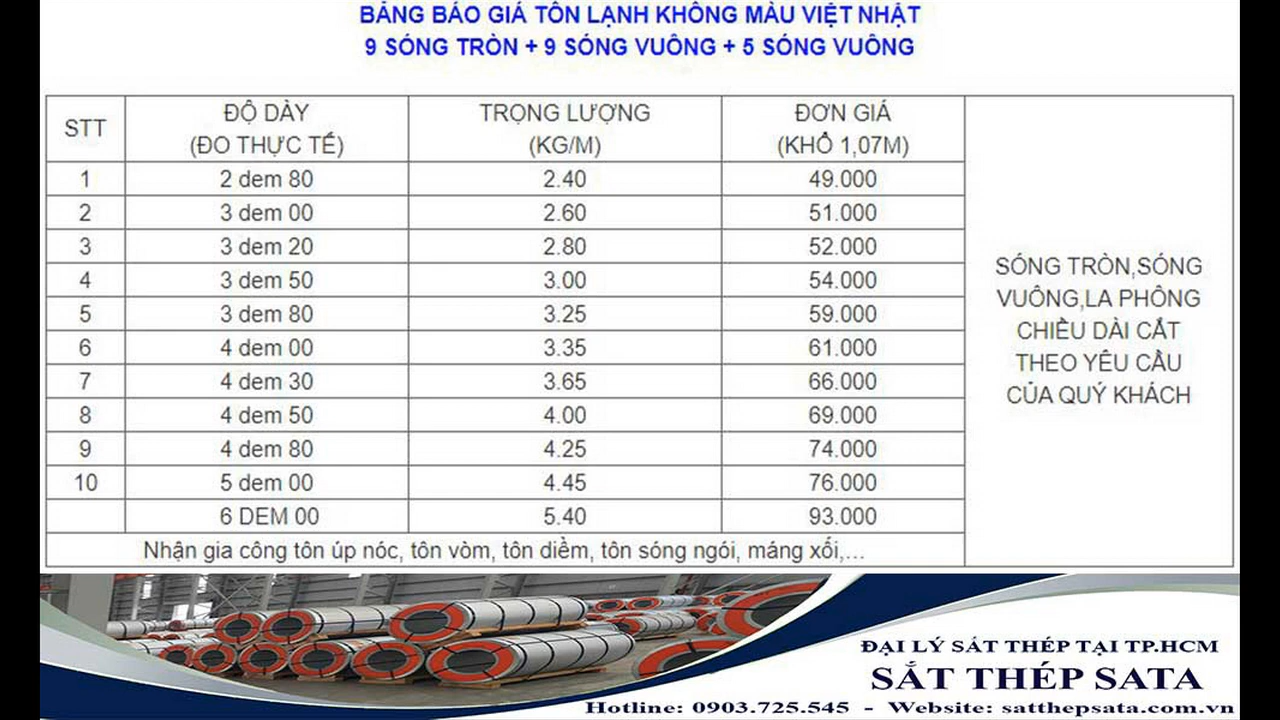 BẢNG BÁO GIÁ TÔN LẠNH KHÔNG MÀU VIỆT NHẬT
9 SÓNG TRÒN + 9 SÓNG VUÔNG + 5 SÓNG VUÔNG
STT ĐỘ DÀY (ĐO THỰC TẾ) TRỌNG LƯỢNG (KG/M) ĐƠN GIÁ (KHỔ 1,07M)
1 2 dem 80 2.40 49.000
2 3 dem 00 2.60 51.000
3 3 dem 20 2.80 52.000
4 3 dem 50 3.00 54.000
5 3 dem 80 3.25 59.000
6 4 dem 00 3.35 61.000
7 4 dem 30 3.65 66.000
8 4 dem 50 4.00 69.000
9 4 dem 80 4.25 74.000
10 5 dem 00 4.45 76.000
6 DEM 00 5.40 93.000
Nhận gia công tôn úp nóc, tôn vòm, tôn diềm, tôn sóng ngói, máng xối,...
SÓNG TRÒN,SÓNG
VUÔNG,LA PHÔNG
CHIỀU DÀI CẮT
THEO YÊU CẦU
CỦA QUÝ KHÁCH
ĐẠI LÝ SẮT THÉP TẠI TP.HCM
SẮT THÉP SATA
Hotline: 0903.725.545 - Website: satthepsata.com.vn